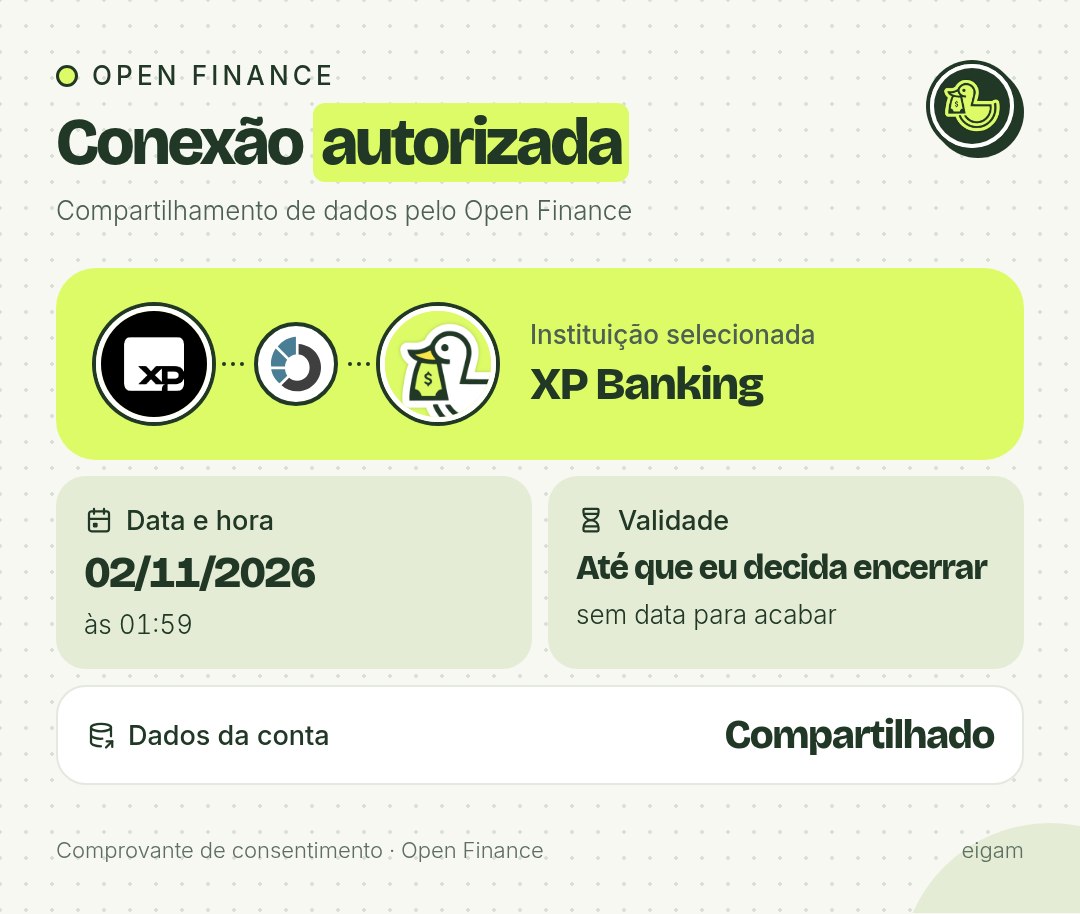 OPEN FINANCE
Conexão autorizada
Compartilhamento de dados pelo Open Finance
XP
$
Instituição selecionada
XP Banking
Data e hora
02/11/2026
às 01:59
Validade
Até que eu decida encerrar
sem data para acabar
Dados da conta
Compartilhado
Comprovante de consentimento · Open Finance
eigam